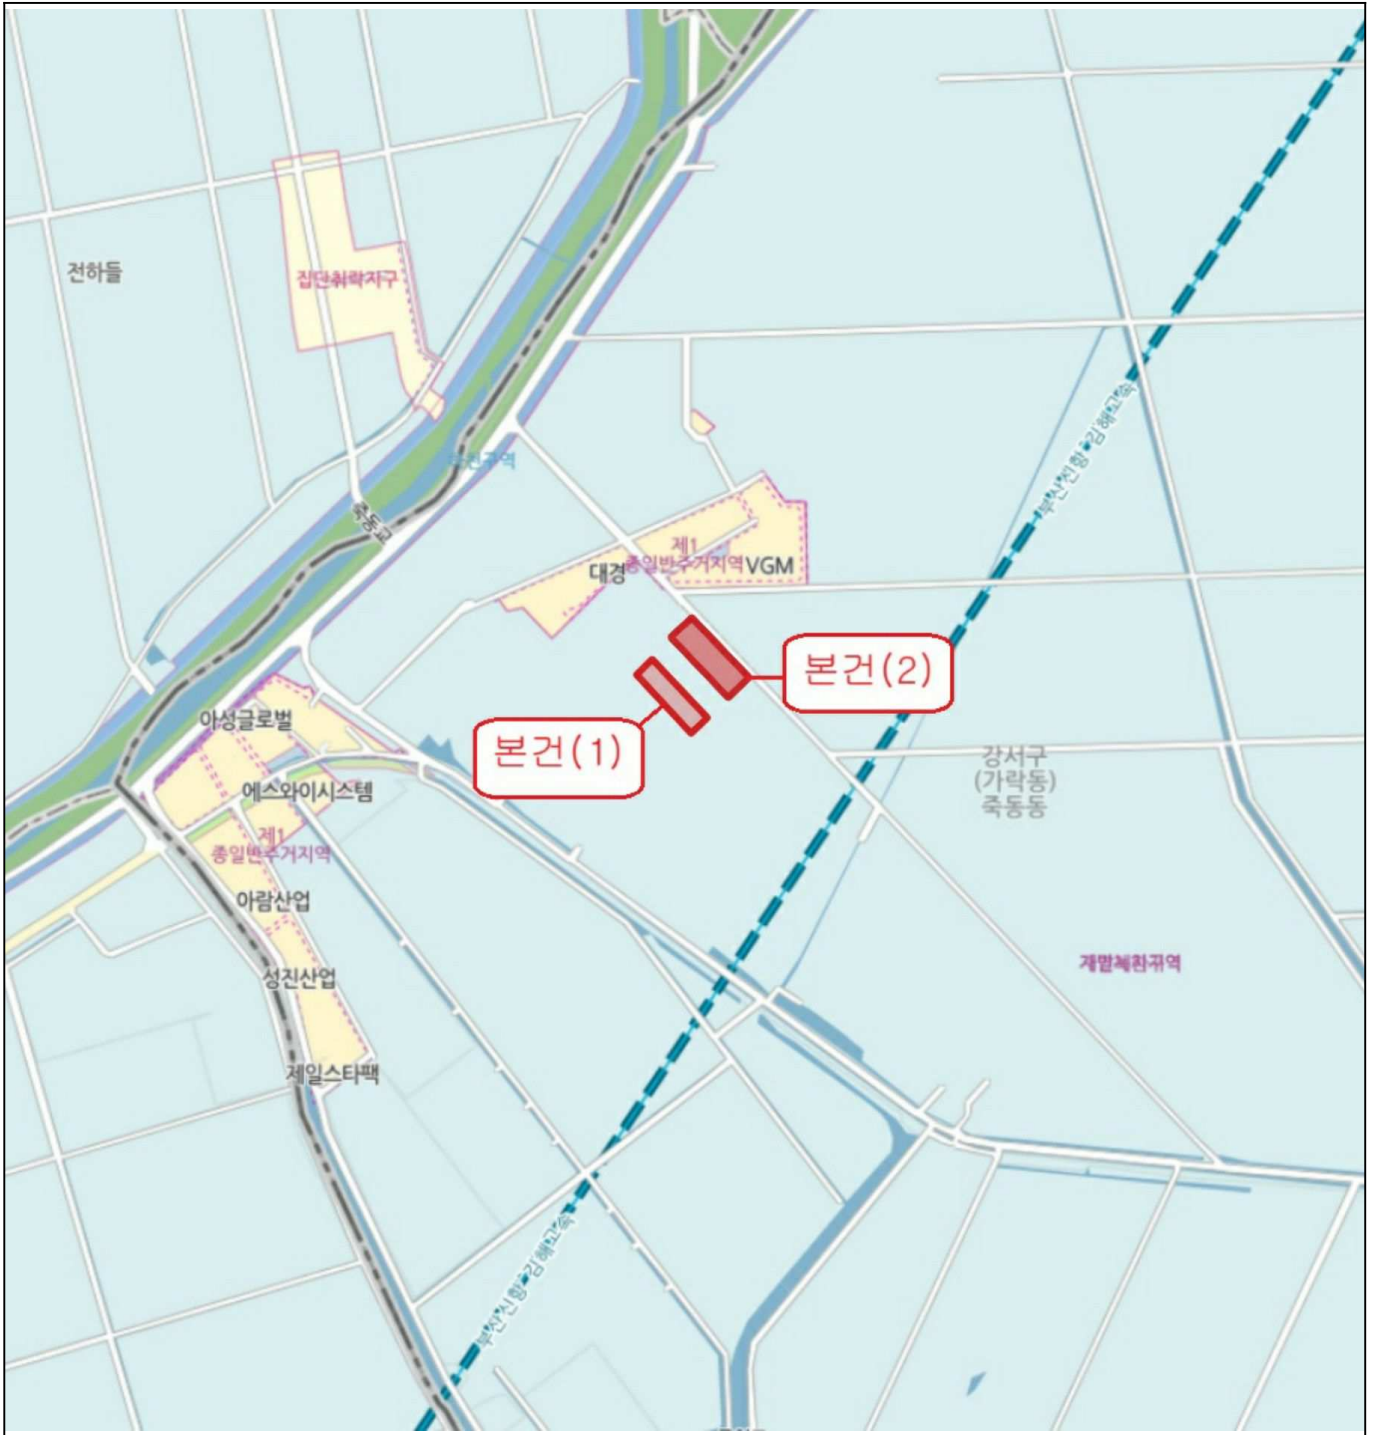 전하들
집단취락지구
죽동교
제1
종일반주거지역
대경
VGM
부산신항·김해고속
본건(2)
본건(1)
아성글로벌
에스와이시스템
제1
종일반주거지역
아람산업
성진산업
제일스타팩
강서구
(가락동)
죽동동
부산신항·김해고속